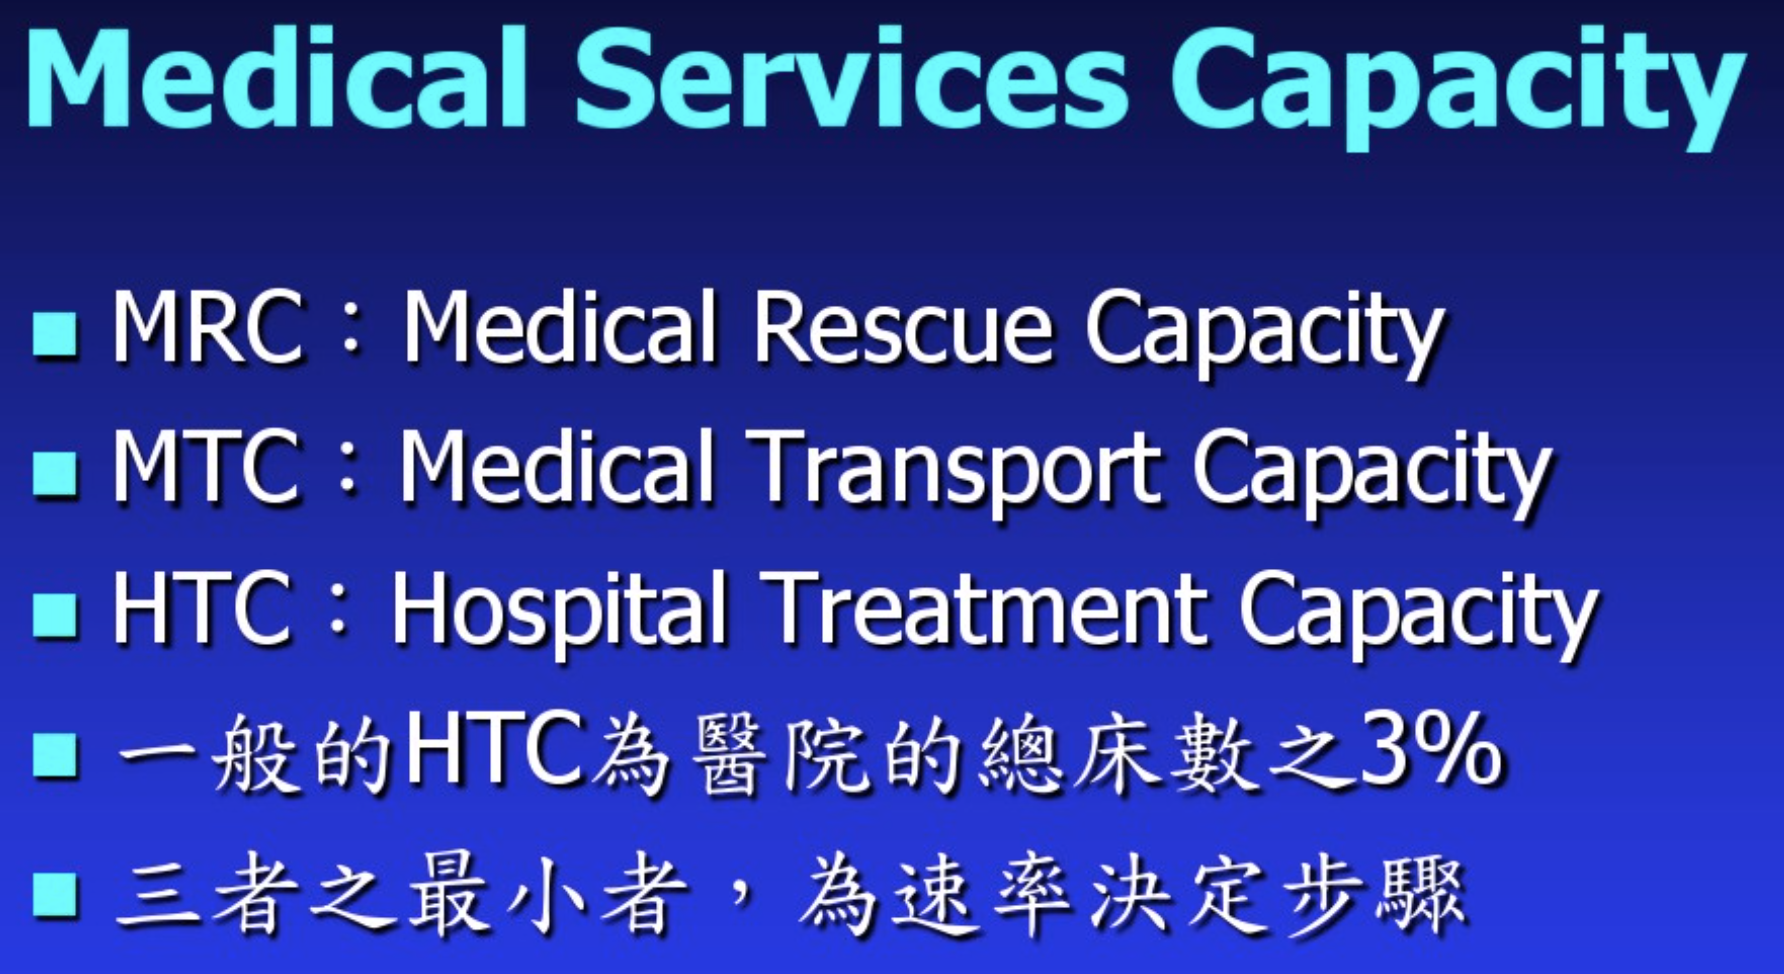 Medical Services Capacity
MRC：Medical Rescue Capacity
MTC：Medical Transport Capacity
HTC：Hospital Treatment Capacity
一般的HTC為醫院的總床數之3%
三者之最小者，為速率決定步驟